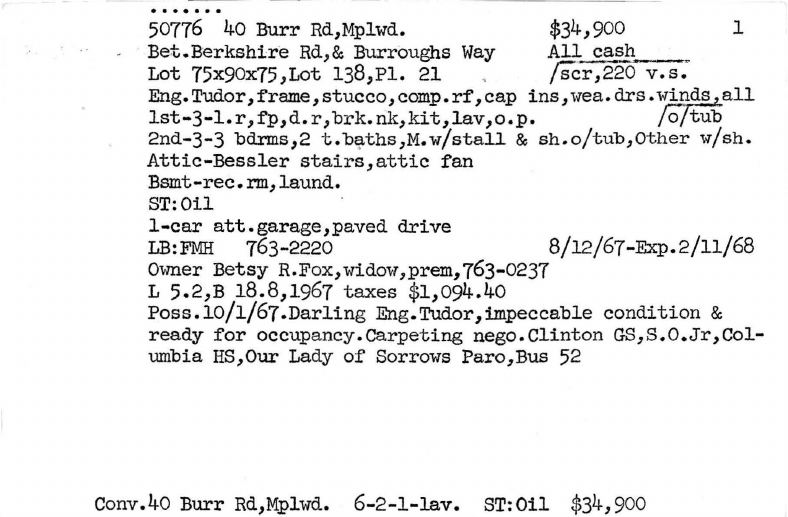 .......
50776 40 Burr Rd,Mplwd. $34,900 1
Bet.Berkshire Rd,& Burroughs Way All cash
Lot 75x90x75,Lot 138,Pl. 21 /scr,220 v.s.
Eng.Tudor,frame,stucco,comp.rf,cap ins,wea.drs.winds,all
1st-3-l.r,fp,d.r,brk.nk,kit,lav,o.p. /o/tub
2nd-3-3 bdrms,2 t.baths,M.w/stall & sh.o/tub,Other w/sh.
Attic-Bessler stairs,attic fan
Bsmt-rec.rm,laund.
ST:Oil
1-car att.garage,paved drive
LB:FMH 763-2220 8/12/67-Exp.2/11/68
Owner Betsy R.Fox,widow,prem,763-0237
L 5.2,B 18.8,1967 taxes $1,094.40
Poss.10/1/67.Darling Eng.Tudor,impeccable condition &
ready for occupancy.Carpeting nego.Clinton GS,S.O.Jr,Col-
umbia HS,Our Lady of Sorrows Paro,Bus 52
Conv.40 Burr Rd,Mplwd. 6-2-1-lav. ST:Oil $34,900